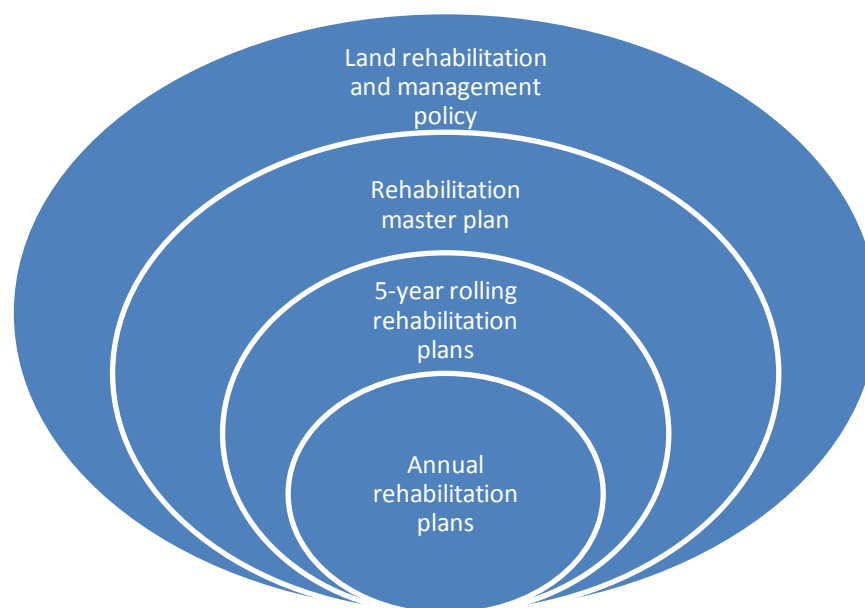 Land rehabilitation
and management
policy
Rehabilitation
master plan
5-year rolling
rehabilitation
plans
Annual
rehabilitation
plans